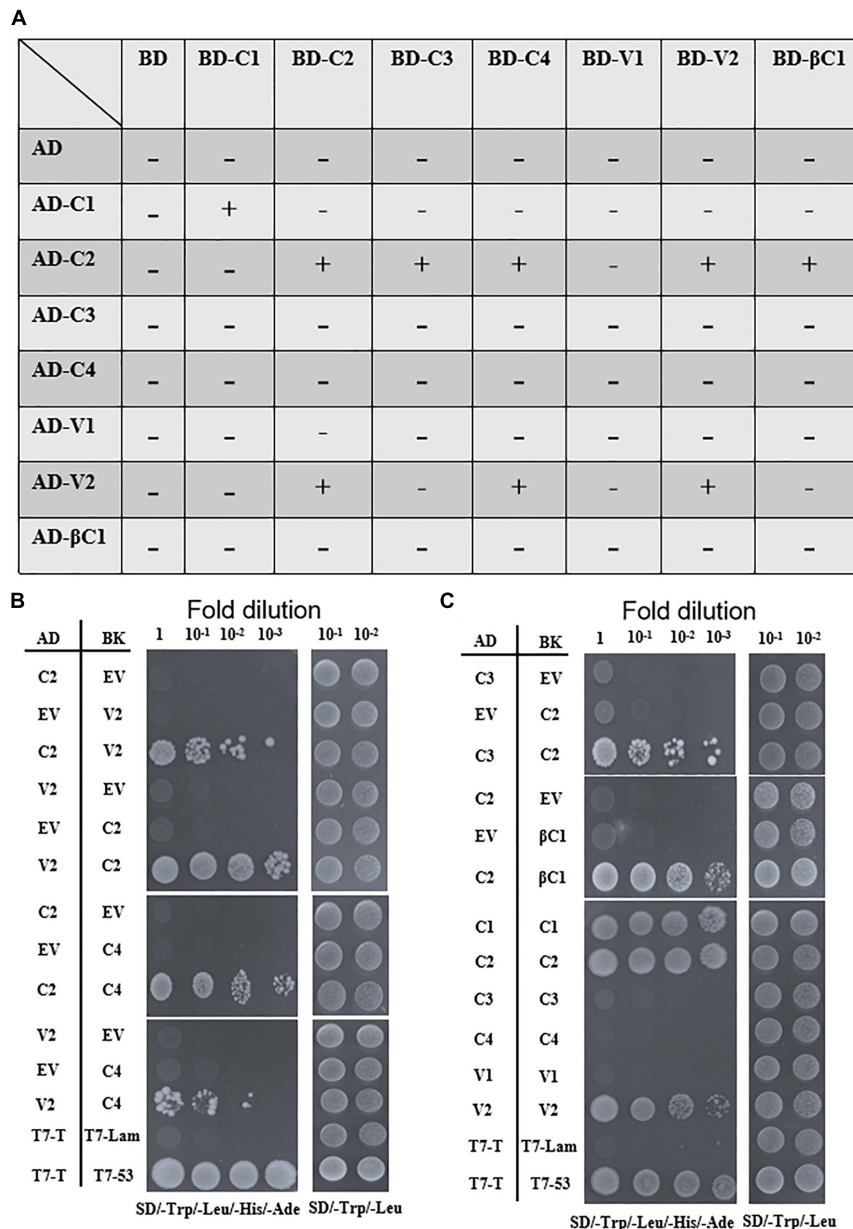 A
BD BD-C1 BD-C2 BD-C3 BD-C4 BD-V1 BD-V2 BD-βC1
AD - - - - - - - -
AD-C1 - + - - - - - -
AD-C2 - - + + + - + +
AD-C3 - - - - - - - -
AD-C4 - - - - - - - -
AD-V1 - - - - - - - -
AD-V2 - - + - + - + -
AD-βC1 - - - - - - - -
B
Fold dilution
AD BK 1 10-1 10-2 10-3 10-1 10-2
C2 EV
EV V2
C2 V2
V2 EV
EV C2
V2 C2
C2 EV
EV C4
C2 C4
V2 EV
EV C4
V2 C4
T7-T T7-Lam
T7-T T7-53
SD/-Trp/-Leu/-His/-Ade SD/-Trp/-Leu
C
Fold dilution
AD BK 1 10-1 10-2 10-3 10-1 10-2
C3 EV
EV C2
C3 C2
C2 EV
EV βC1
C2 βC1
C1 C1
C2 C2
C3 C3
C4 C4
V1 V1
V2 V2
T7-T T7-Lam
T7-T T7-53
SD/-Trp/-Leu/-His/-Ade SD/-Trp/-Leu